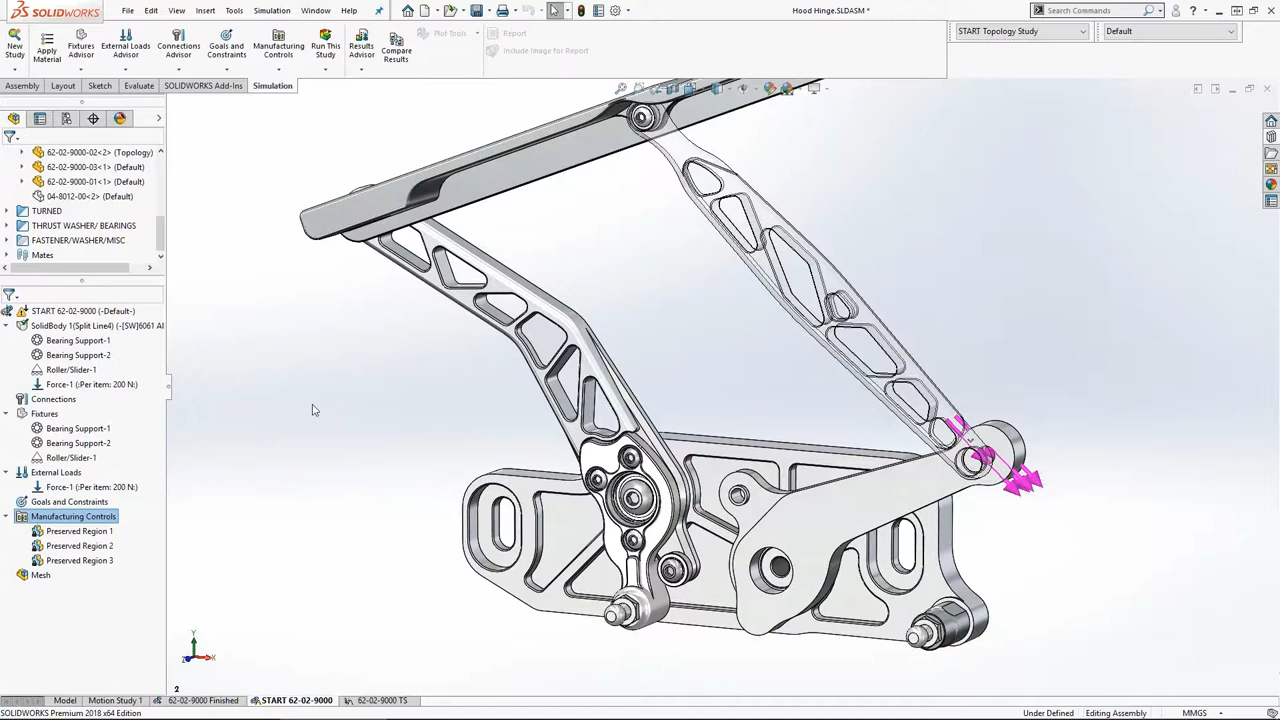 SOLIDWORKS
File Edit View Insert Tools Simulation Window Help
Hood Hinge.SLDASM *
Search Commands
New Study
Apply Material
Fixtures Advisor
External Loads Advisor
Connections Advisor
Goals and Constraints
Manufacturing Controls
Run This Study
Results Advisor
Compare Results
Plot Tools
Report
Include Image for Report
START Topology Study
Default
Assembly Layout Sketch Evaluate SOLIDWORKS Add-Ins Simulation
62-02-9000-02<2> (Topology)
62-02-9000-03<1> (Default)
62-02-9000-01<1> (Default)
04-8012-00<2> (Default)
TURNED
THRUST WASHER/ BEARINGS
FASTENER/WASHER/MISC
Mates
START 62-02-9000 (-Default-)
SolidBody 1(Split Line4) (-[SW]6061 Al
Bearing Support-1
Bearing Support-2
Roller/Slider-1
Force-1 (:Per item: 200 N:)
Connections
Fixtures
Bearing Support-1
Bearing Support-2
Roller/Slider-1
External Loads
Force-1 (:Per item: 200 N:)
Goals and Constraints
Manufacturing Controls
Preserved Region 1
Preserved Region 2
Preserved Region 3
Mesh
Y
X
Z
2
Model Motion Study 1 62-02-9000 Finished START 62-02-9000 62-02-9000 TS
SOLIDWORKS Premium 2018 x64 Edition
Under Defined Editing Assembly MMGS